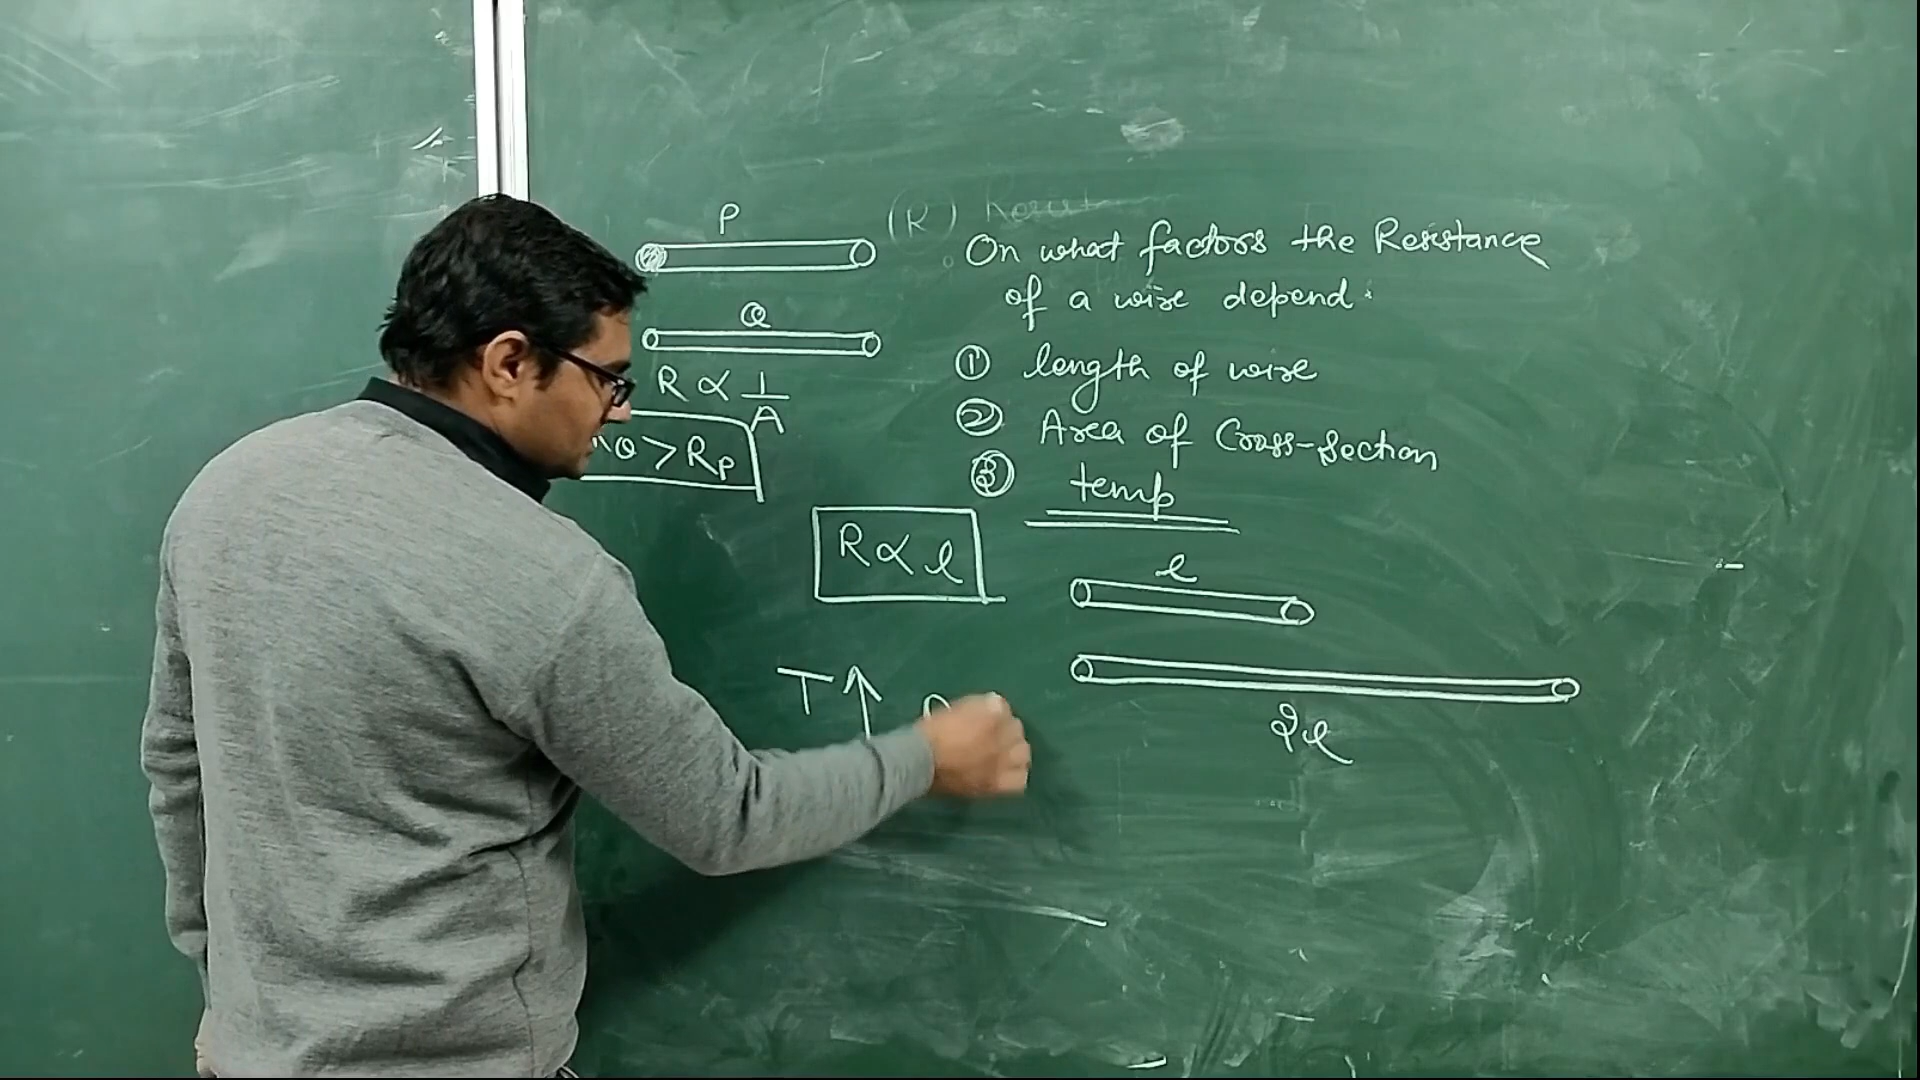 P
Q
R ∝ 1/A
Q > Rp
(R)
On what factors the Resistance
of a wire depend.
① length of wire
② Area of Cross-section
③ temp
R ∝ l
l
2l
T↑